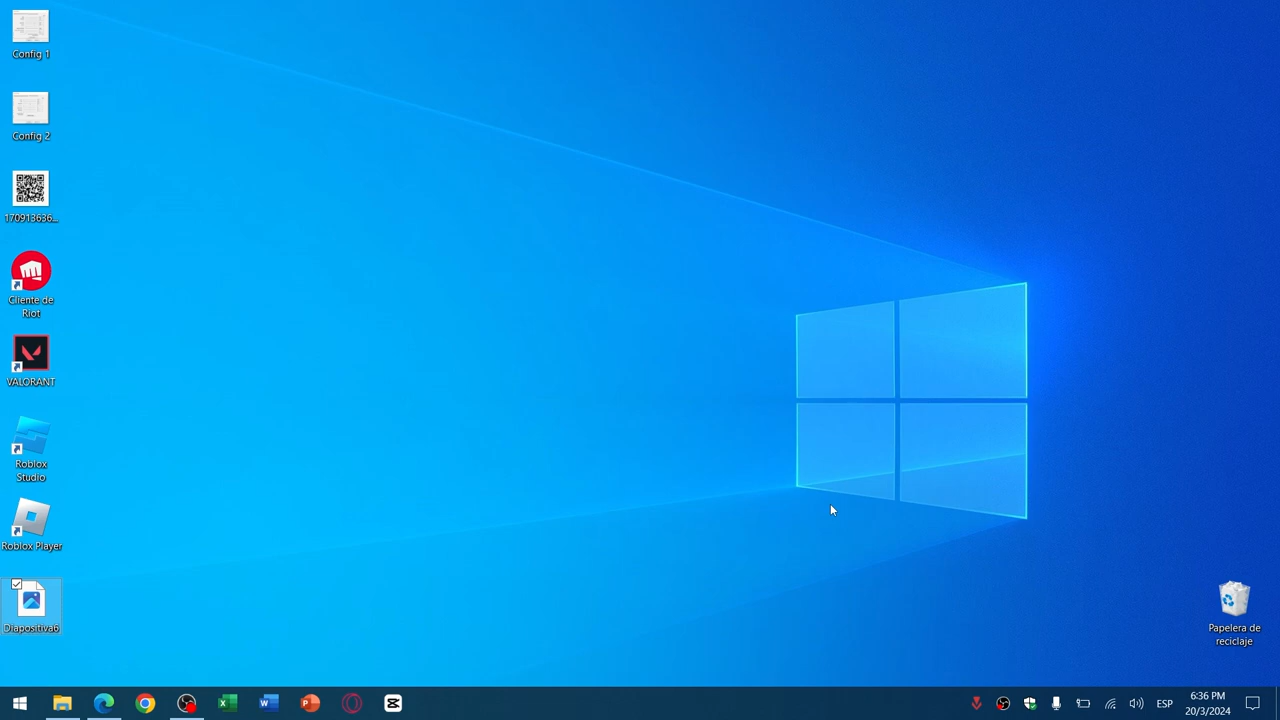 Config 1
Config 2
170913636...
Cliente de
Riot
VALORANT
Roblox
Studio
Roblox Player
Diapositiva6
Papelera de
reciclaje
ESP
6:36 PM
20/3/2024